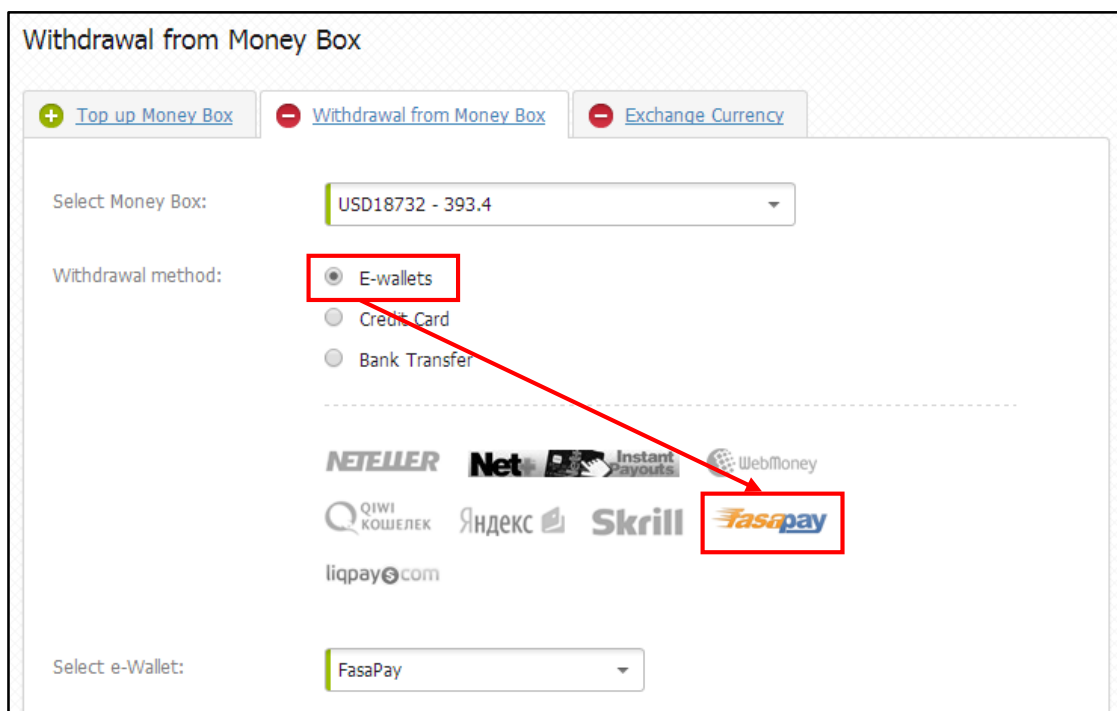 Withdrawal from Money Box
Top up Money Box
Withdrawal from Money Box
Exchange Currency
Select Money Box:
USD18732 - 393.4
Withdrawal method:
E-wallets
Credit Card
Bank Transfer
NETELLER
Net+ Instant Payouts
WebMoney
QIWI КОШЕЛЕК
Яндекс
Skrill
fasapay
liqpay$com
Select e-Wallet:
FasaPay